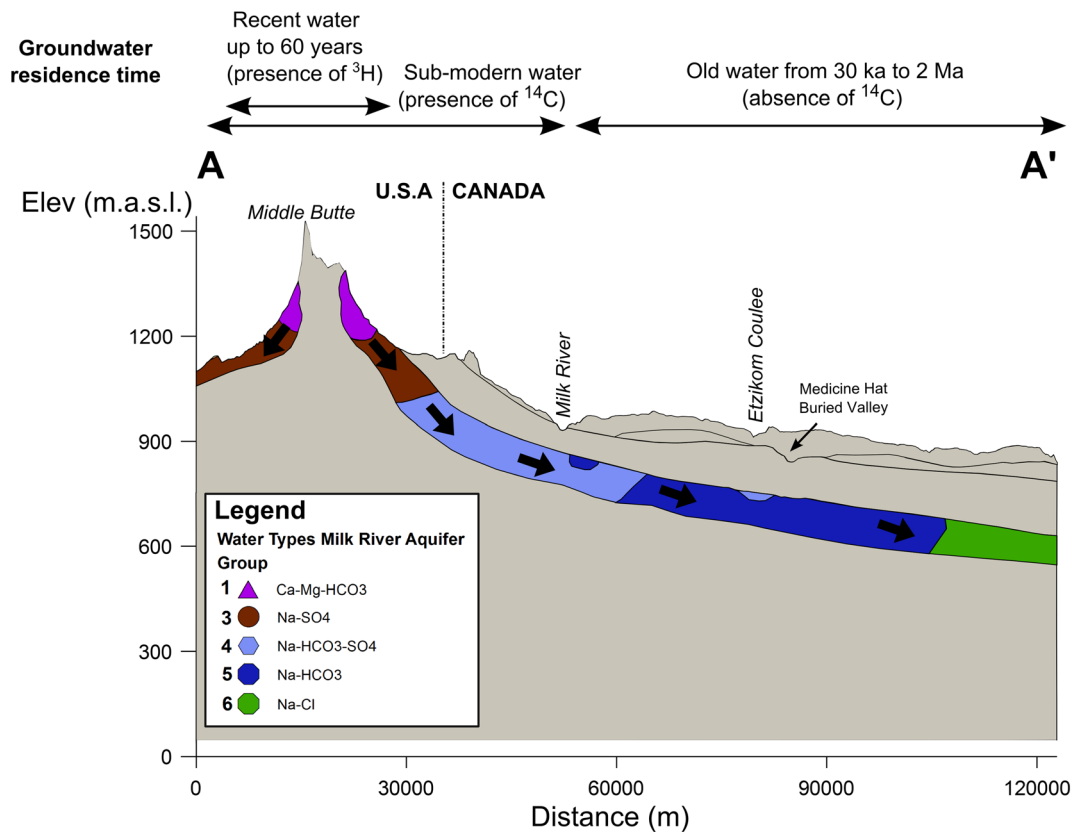 Groundwater
residence time
Recent water
up to 60 years
(presence of ³H)
Sub-modern water
(presence of ¹⁴C)
Old water from 30 ka to 2 Ma
(absence of ¹⁴C)
A
A'
U.S.A
CANADA
Elev (m.a.s.l.)
Middle Butte
1500
1200
900
600
300
0
Milk River
Etzikom Coulee
Medicine Hat
Buried Valley
Legend
Water Types Milk River Aquifer
Group
1 Ca-Mg-HCO3
3 Na-SO4
4 Na-HCO3-SO4
5 Na-HCO3
6 Na-Cl
0 30000 60000 90000 120000
Distance (m)